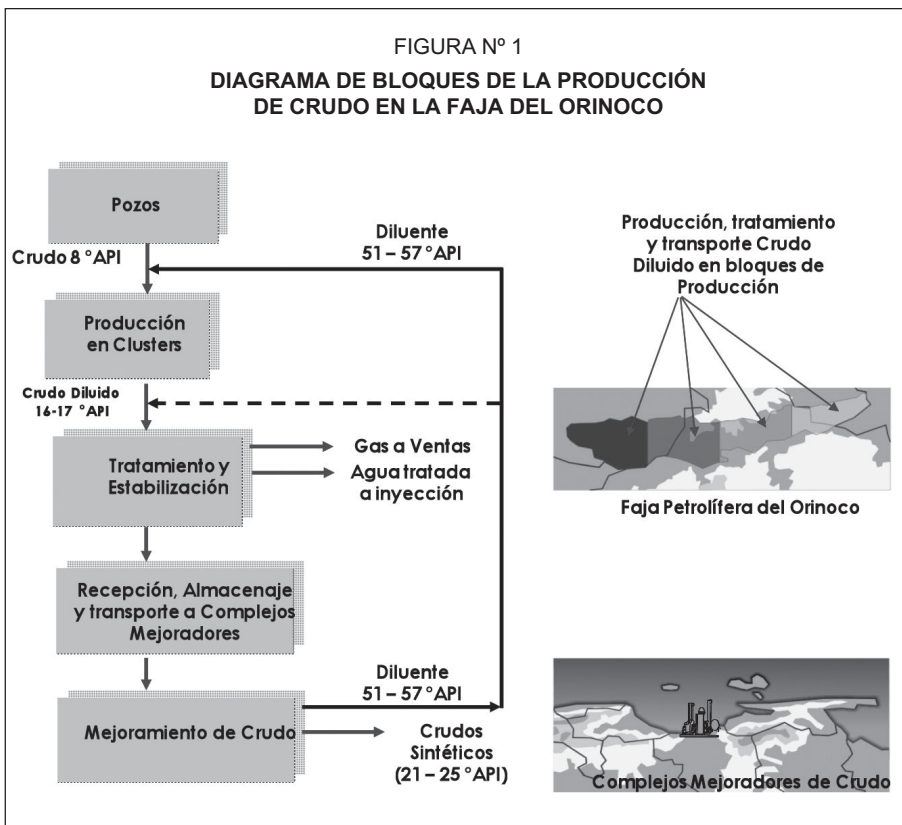 FIGURA Nº 1
DIAGRAMA DE BLOQUES DE LA PRODUCCIÓN
DE CRUDO EN LA FAJA DEL ORINOCO
Pozos
Crudo 8 °API
Diluente
51 – 57 °API
Producción
en Clusters
Crudo Diluido
16-17 °API
Tratamiento y
Estabilización
Gas a Ventas
Agua tratada
a inyección
Recepción, Almacenaje
y transporte a Complejos
Mejoradores
Diluente
51 – 57 °API
Mejoramiento de Crudo
Crudos
Sintéticos
(21 – 25 °API)
Producción, tratamiento
y transporte Crudo
Diluido en bloques de
Producción
Faja Petrolífera del Orinoco
Complejos Mejoradores de Crudo